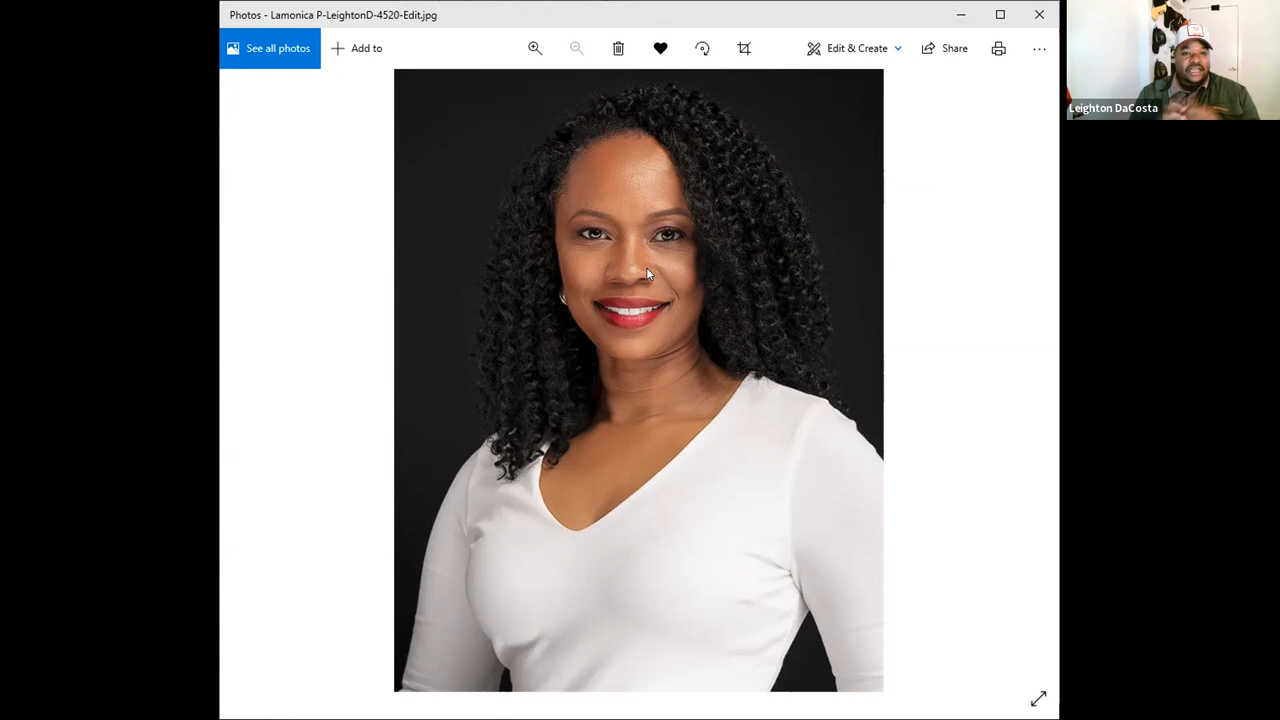 Photos - Lamonica P-LeightonD-4520-Edit.jpg
See all photos
Add to
Edit & Create
Share
Leighton DaCosta